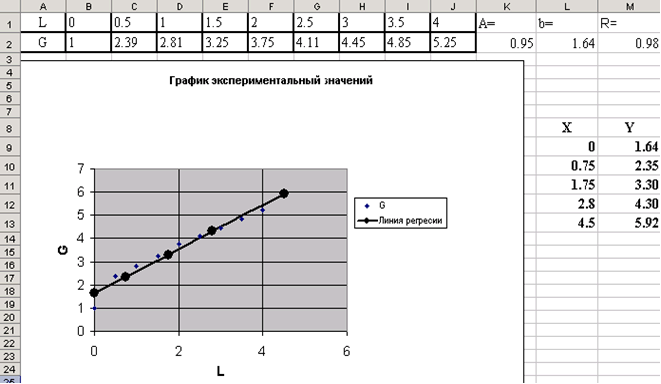 A B C D E F G H I J K L M
1 L 0 0.5 1 1.5 2 2.5 3 3.5 4 A= b= R=
2 G 1 2.39 2.81 3.25 3.75 4.11 4.45 4.85 5.25 0.95 1.64 0.98
3
4
5 График экспериментальный значений
6
7
8 X Y
9 0 1.64
10 0.75 2.35
11 1.75 3.30
12 2.8 4.30
13 4.5 5.92
14
15
16
17
18
19
20
21
22
23
24
25
7
6
5
4
3
2
1
0
G
0 2 4 6
L
G
Линия регресии